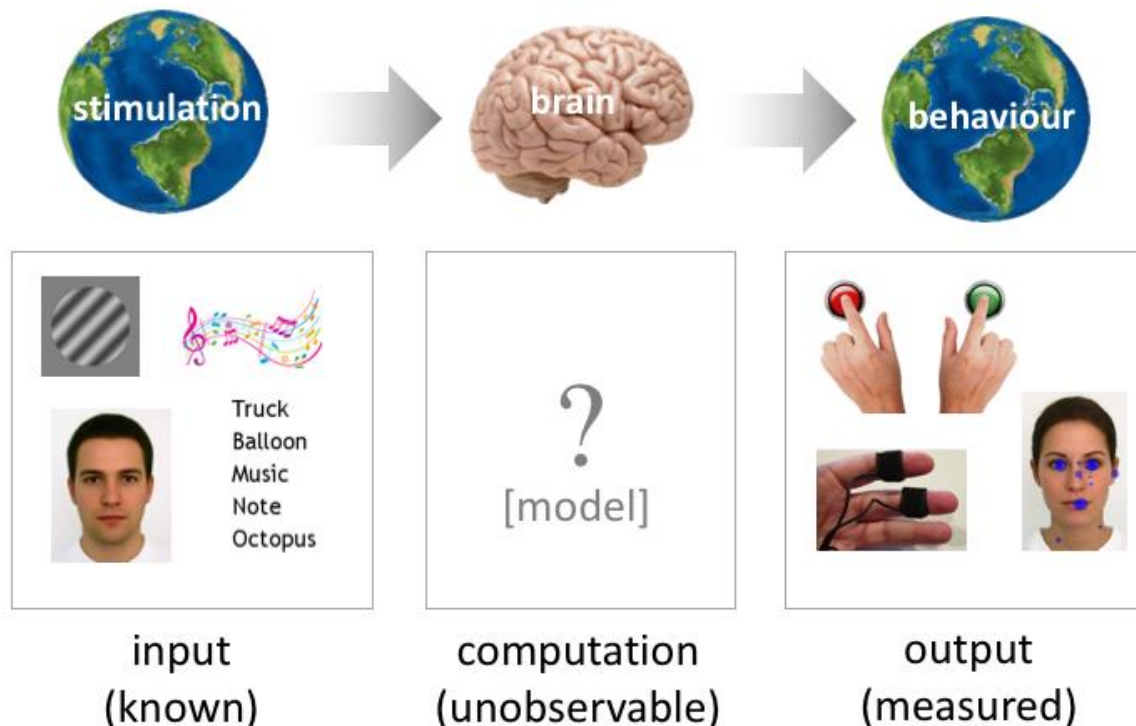 stimulation
brain
behaviour
Truck
Balloon
Music
Note
Octopus
?
[model]
input
(known)
computation
(unobservable)
output
(measured)